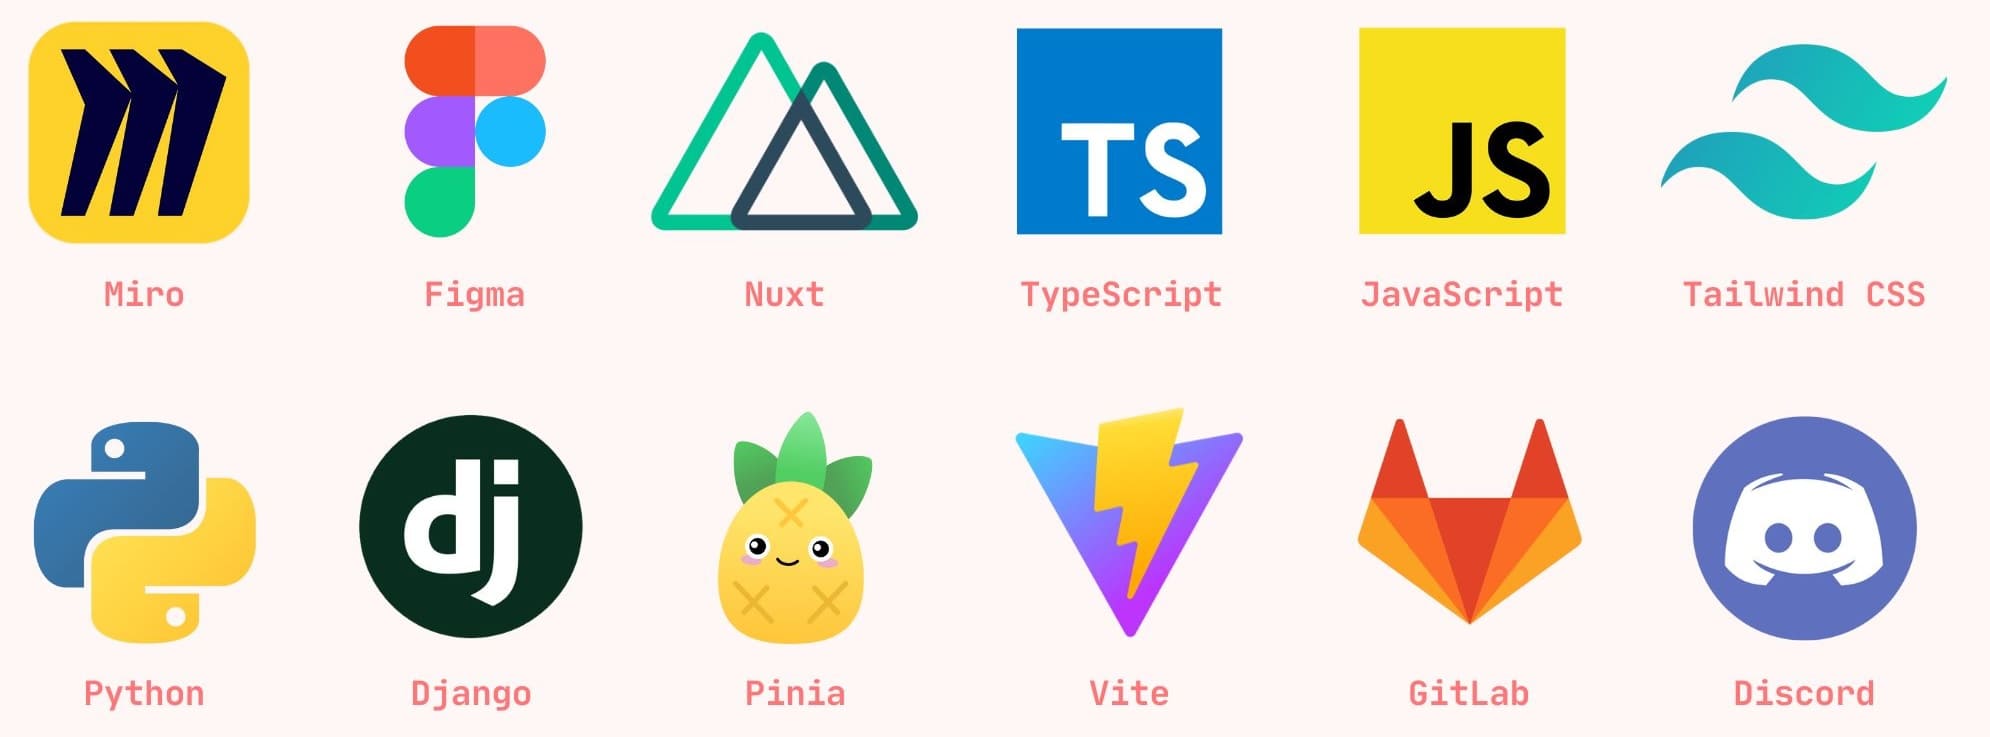 TS
JS
Miro
Figma
Nuxt
TypeScript
JavaScript
Tailwind CSS
dj
Python
Django
Pinia
Vite
GitLab
Discord